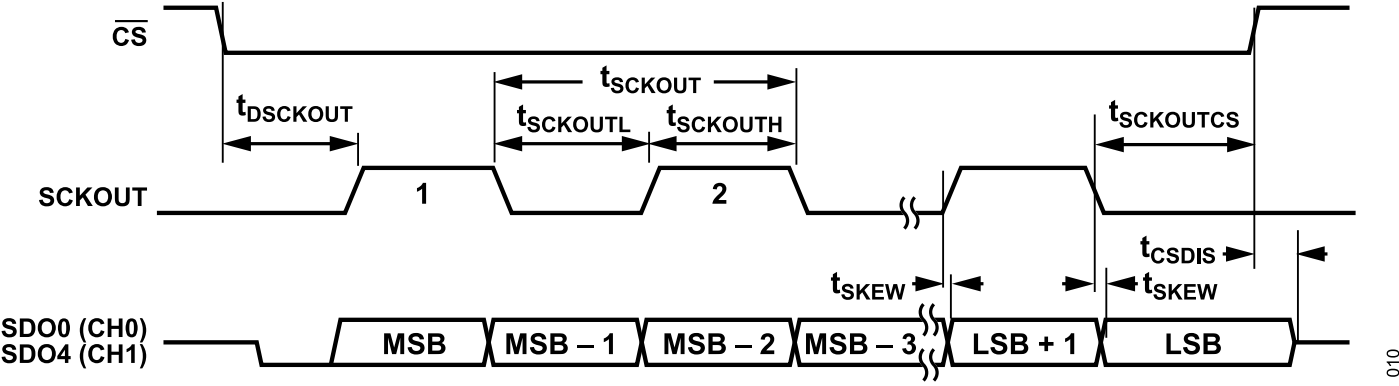 CS
tSCKOUT
tDSCKOUT
tSCKOUTL
tSCKOUTH
tSCKOUTCS
SCKOUT
1
2
tCSDIS
tSKEW
tSKEW
SDO0 (CH0)
SDO4 (CH1)
MSB
MSB – 1
MSB – 2
MSB – 3
LSB + 1
LSB
010